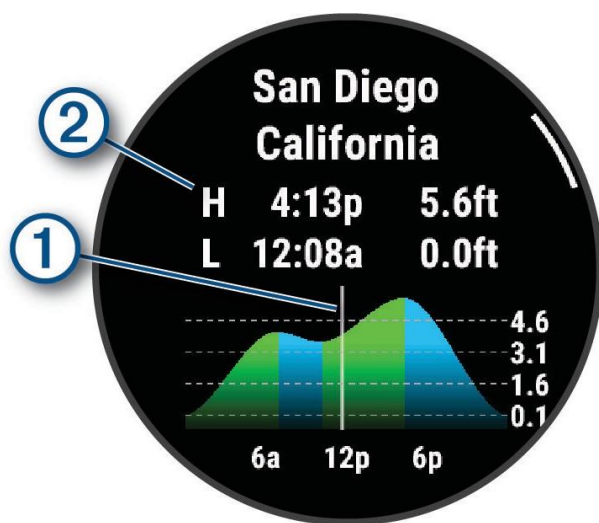 San Diego
California
2
H 4:13p 5.6ft
L 12:08a 0.0ft
1
4.6
3.1
1.6
0.1
6a 12p 6p